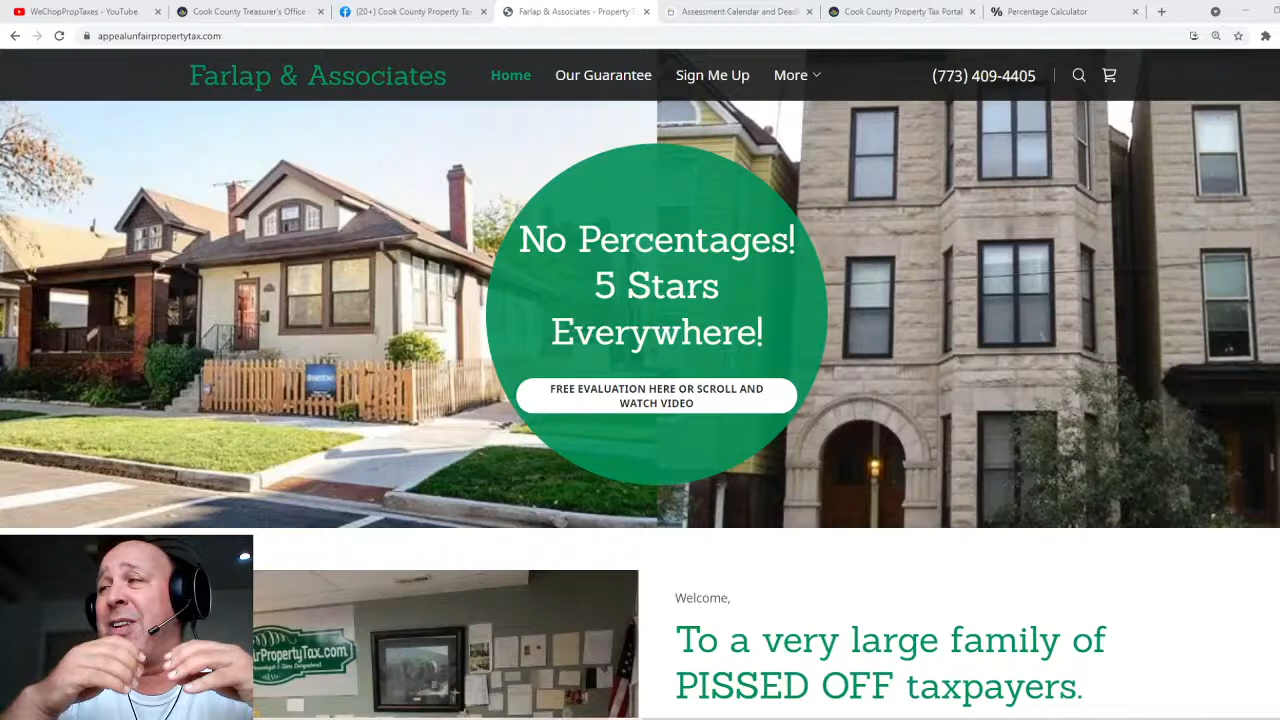 WeChopPropTaxes - YouTube
Cook County Treasurer's Office
(20+) Cook County Property Tax
Farlap & Associates - Property T
Assessment Calendar and Deadl
Cook County Property Tax Portal
Percentage Calculator
appealunfairpropertytax.com
Farlap & Associates
Home
Our Guarantee
Sign Me Up
More
(773) 409-4405
No Percentages!
5 Stars
Everywhere!
FREE EVALUATION HERE OR SCROLL AND
WATCH VIDEO
irPropertyTax.com
Welcome,
To a very large family of
PISSED OFF taxpayers.